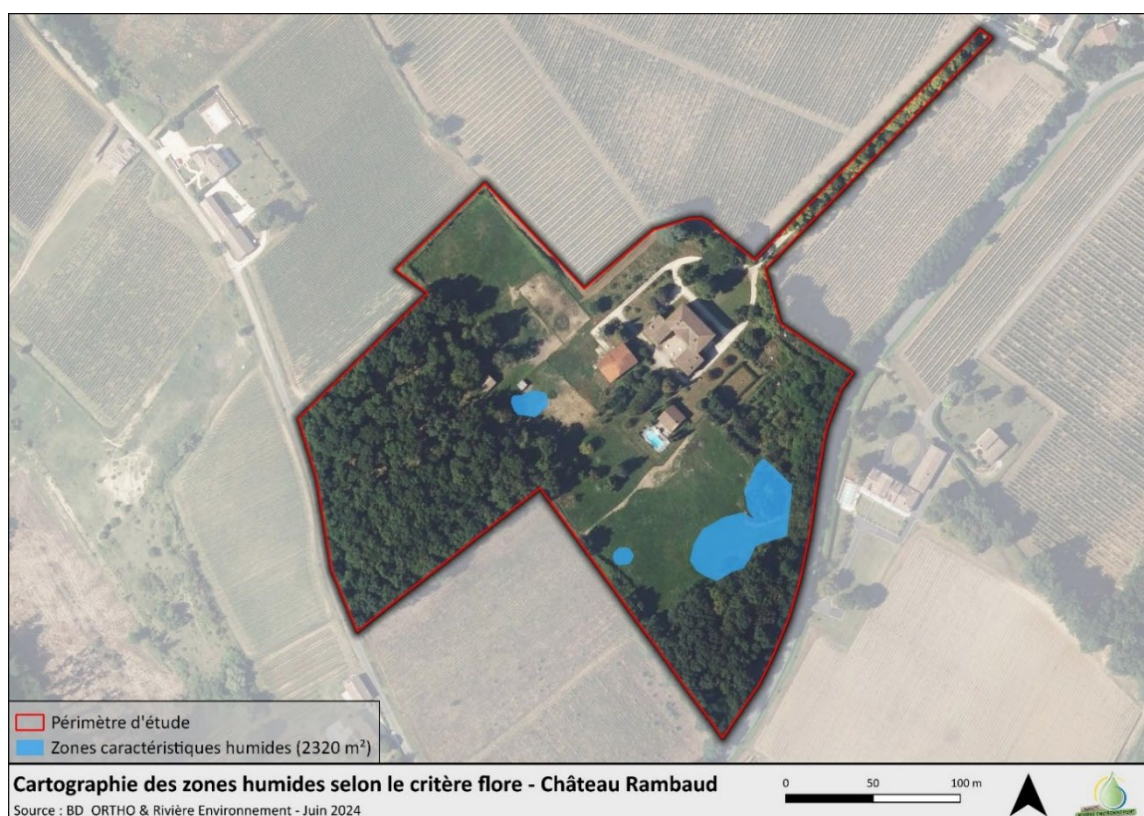 Périmètre d'étude
Zones caractéristiques humides (2320 m²)
Cartographie des zones humides selon le critère flore - Château Rambaud
0 50 100 m
Source : BD ORTHO & Rivière Environnement - Juin 2024